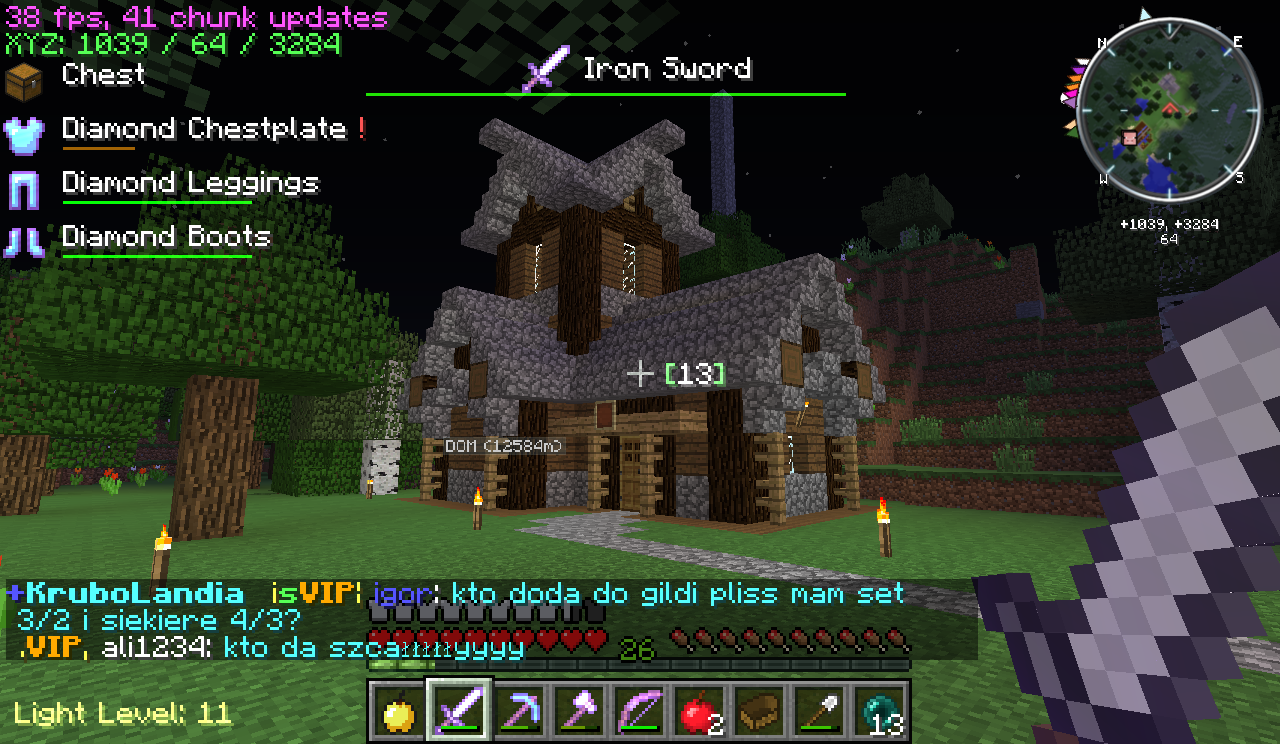 38 fps, 41 chunk updates
XYZ: 1039 / 64 / 3284
Chest
Iron Sword
Diamond Chestplate !
Diamond Leggings
Diamond Boots
N
E
W
S
+1039, +3284
64
[13]
DOM (12584m)
+KruboLandia isVIP¦ igor: kto doda do gildi pliss mam set
3/2 i siekiere 4/3?
.VIP, ali1234: kto da szcałłłłłyyyy
26
Light Level: 11
2
13